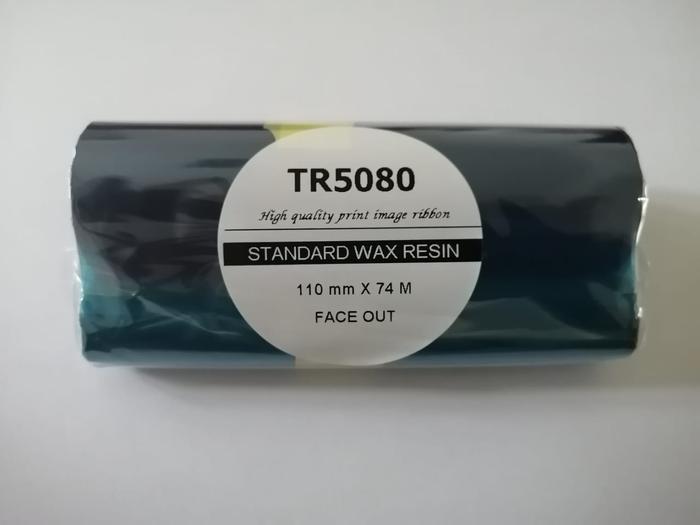 TR5080
High quality print image ribbon
STANDARD WAX RESIN
110 mm X 74 M
FACE OUT